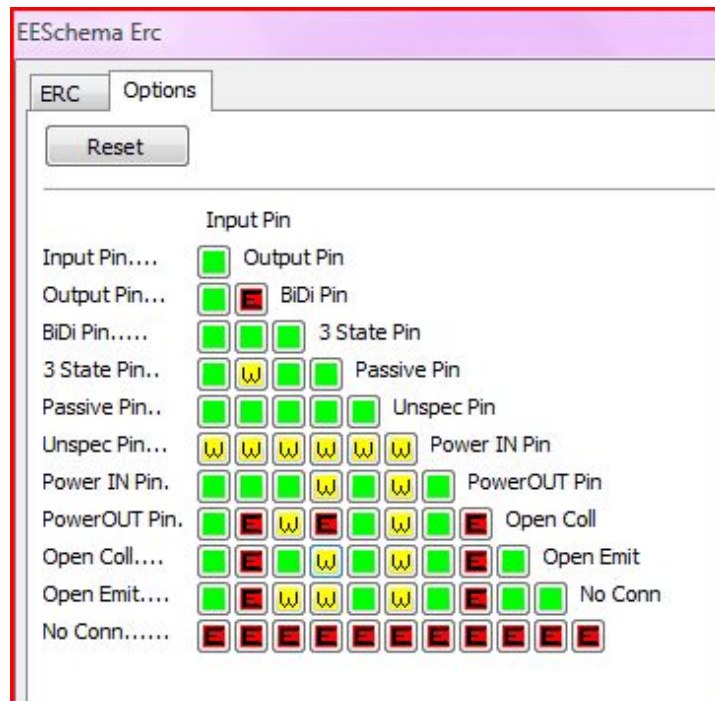 EESchema Erc
ERC Options
Reset
Input Pin
Input Pin.... Output Pin
Output Pin... E BiDi Pin
BiDi Pin..... 3 State Pin
3 State Pin.. W Passive Pin
Passive Pin.. Unspec Pin
Unspec Pin... W W W W W W Power IN Pin
Power IN Pin. W W PowerOUT Pin
PowerOUT Pin. E W E W E Open Coll
Open Coll.... E W W E Open Emit
Open Emit.... E W W W E No Conn
No Conn...... E E E E E E E E E E E